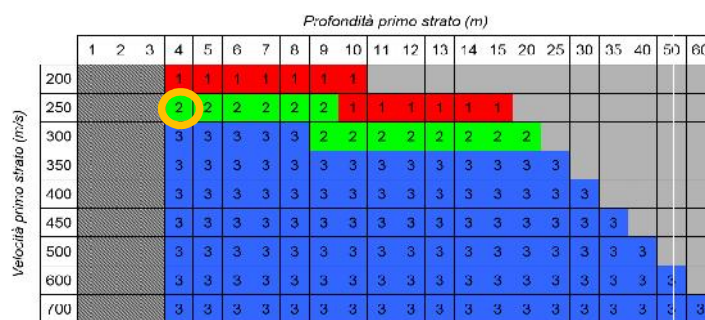 Profondità primo strato (m)
1 2 3 4 5 6 7 8 9 10 11 12 13 14 15 20 25 30 35 40 50 60
Velocità primo strato (m/s)
200 1 1 1 1 1 1 1
250 2 2 2 2 2 2 1 1 1 1 1 1
300 3 3 3 3 3 2 2 2 2 2 2 2 2
350 3 3 3 3 3 3 3 3 3 3 3 3 3 3
400 3 3 3 3 3 3 3 3 3 3 3 3 3 3 3
450 3 3 3 3 3 3 3 3 3 3 3 3 3 3 3 3
500 3 3 3 3 3 3 3 3 3 3 3 3 3 3 3 3 3
600 3 3 3 3 3 3 3 3 3 3 3 3 3 3 3 3 3 3
700 3 3 3 3 3 3 3 3 3 3 3 3 3 3 3 3 3 3 3